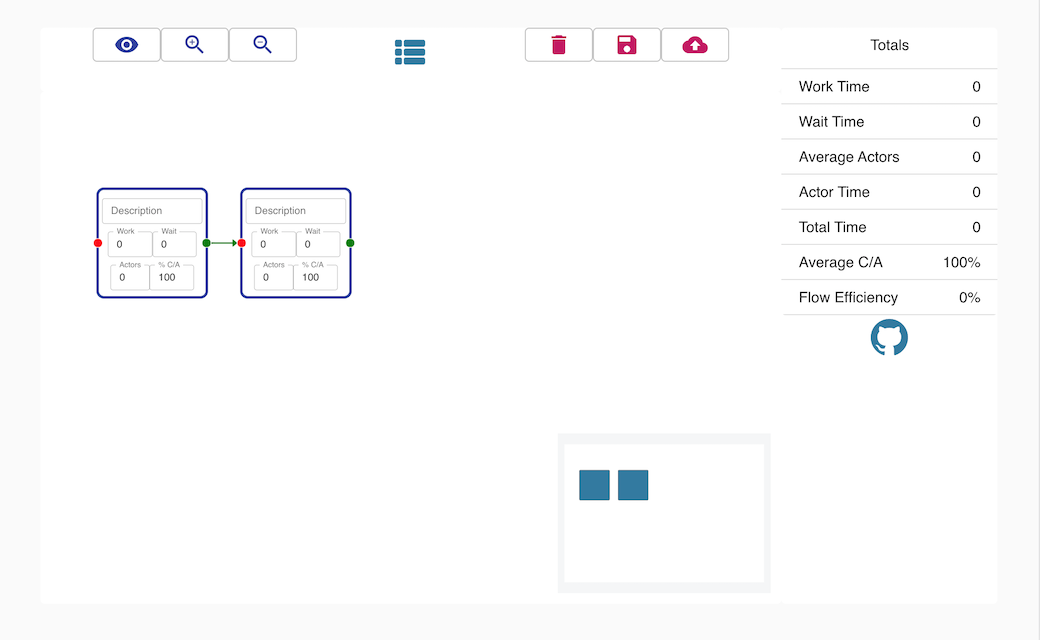 Totals
Work Time 0
Wait Time 0
Average Actors 0
Actor Time 0
Total Time 0
Average C/A 100%
Flow Efficiency 0%
Description
Work Wait
0 0
Actors % C/A
0 100
Description
Work Wait
0 0
Actors % C/A
0 100